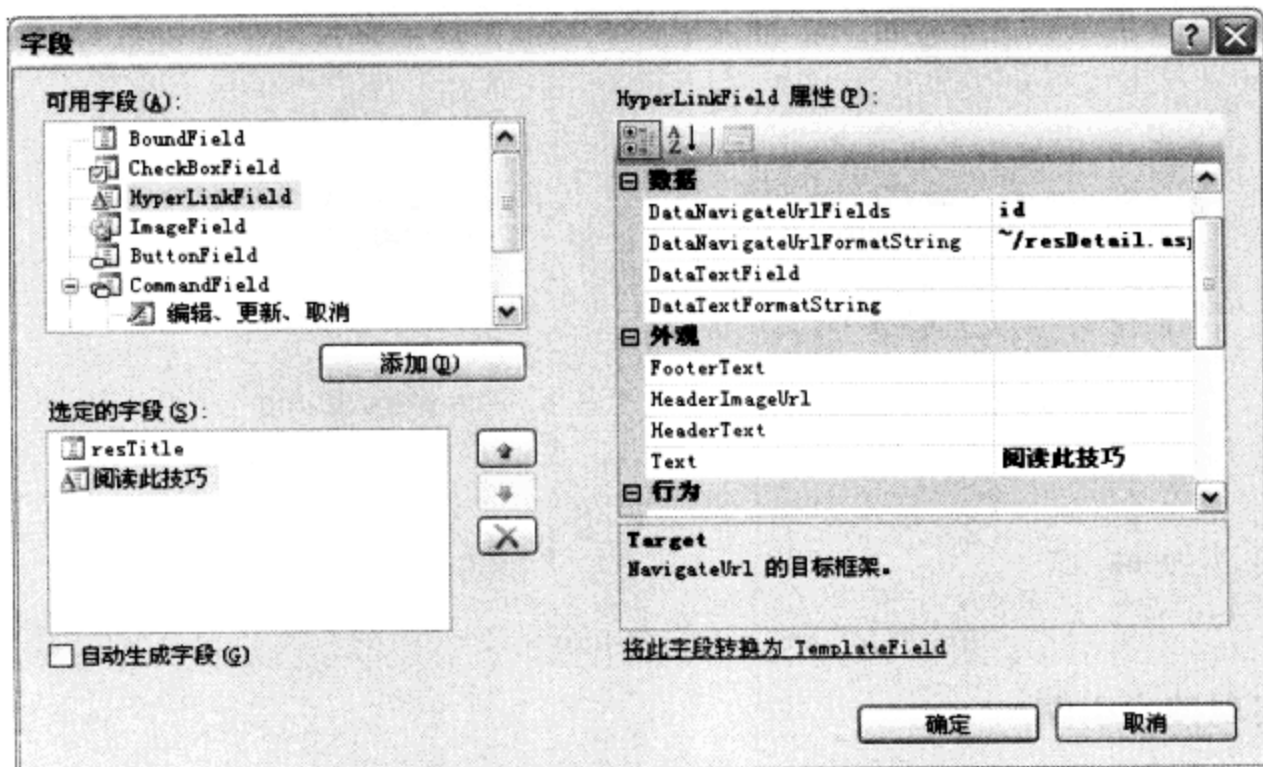 字段
可用字段(A):
BoundField
CheckBoxField
HyperLinkField
ImageField
ButtonField
CommandField
编辑、更新、取消
添加(D)
选定的字段(S):
resTitle
阅读此技巧
自动生成字段(G)
HyperLinkField 属性(P):
数据
DataNavigateUrlFields id
DataNavigateUrlFormatString ~/resDetail.asp
DataTextField
DataTextFormatString
外观
FooterText
HeaderImageUrl
HeaderText
Text 阅读此技巧
行为
Target
NavigateUrl 的目标框架。
将此字段转换为 TemplateField
确定
取消